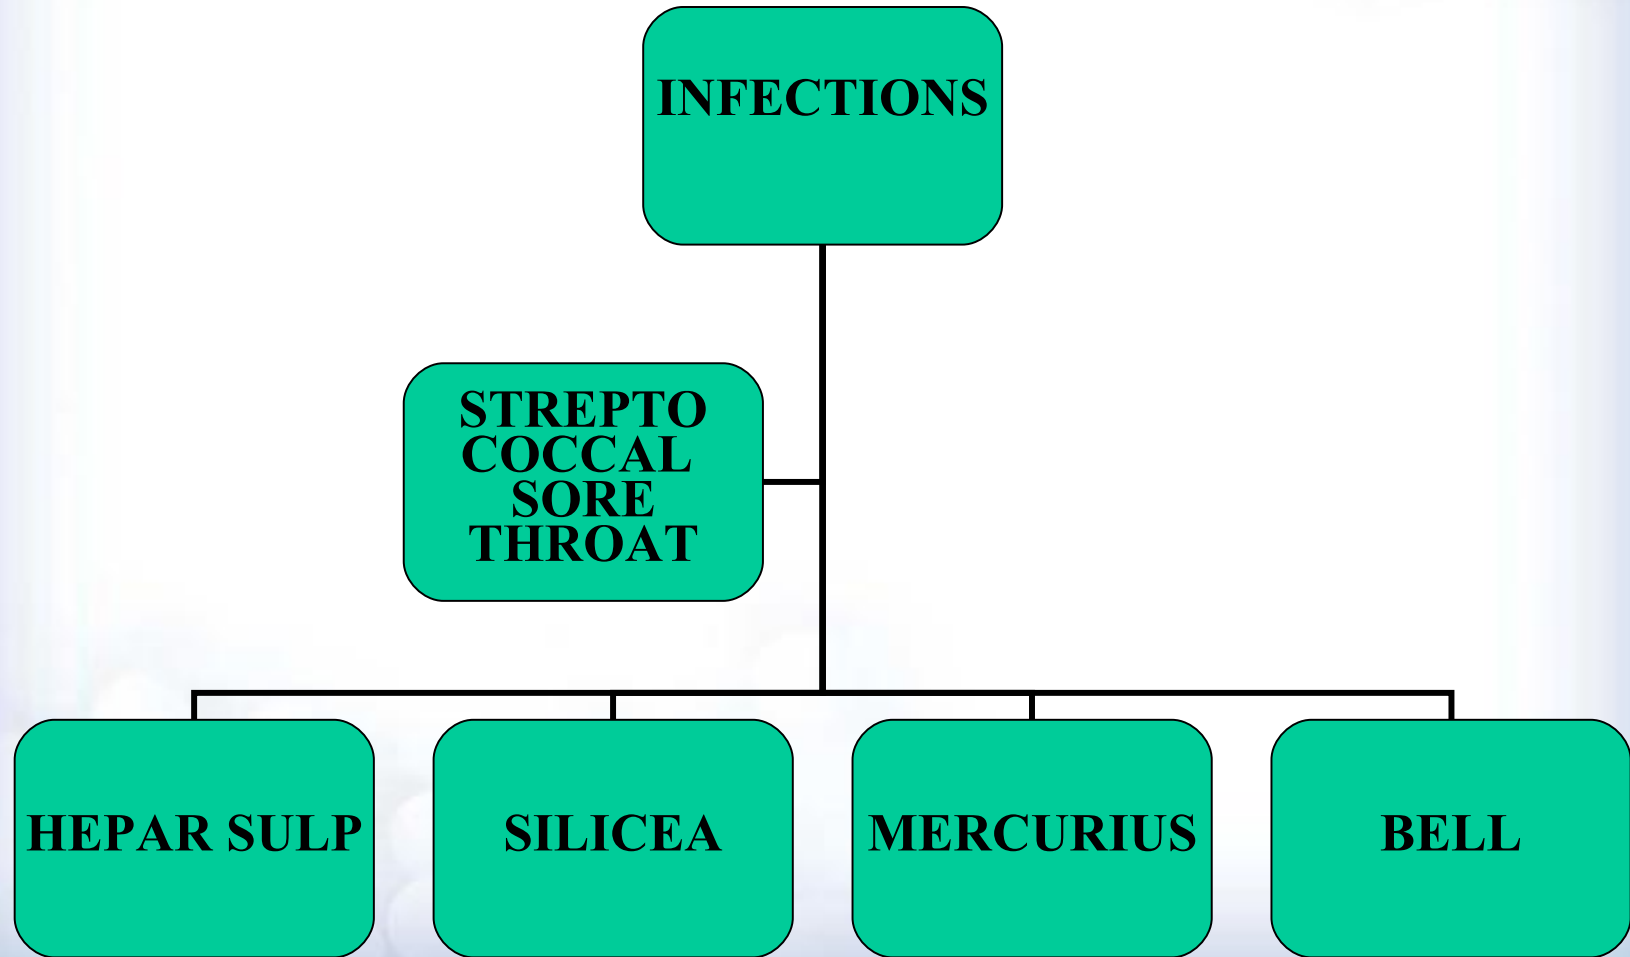 INFECTIONS
STREPTO
COCCAL
SORE
THROAT
HEPAR SULP
SILICEA
MERCURIUS
BELL